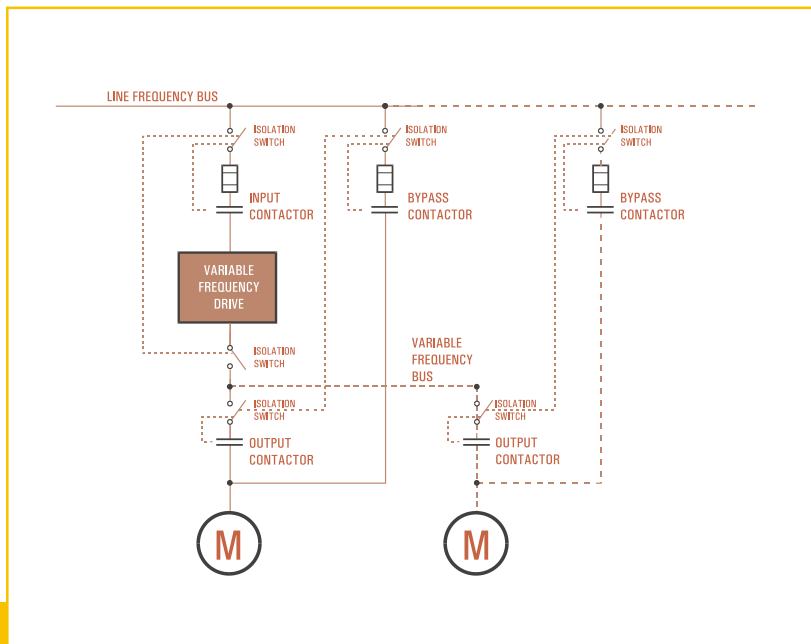 LINE FREQUENCY BUS
ISOLATION
SWITCH
ISOLATION
SWITCH
ISOLATION
SWITCH
INPUT
CONTACTOR
BYPASS
CONTACTOR
BYPASS
CONTACTOR
VARIABLE
FREQUENCY
DRIVE
ISOLATION
SWITCH
VARIABLE
FREQUENCY
BUS
ISOLATION
SWITCH
ISOLATION
SWITCH
OUTPUT
CONTACTOR
OUTPUT
CONTACTOR
M
M